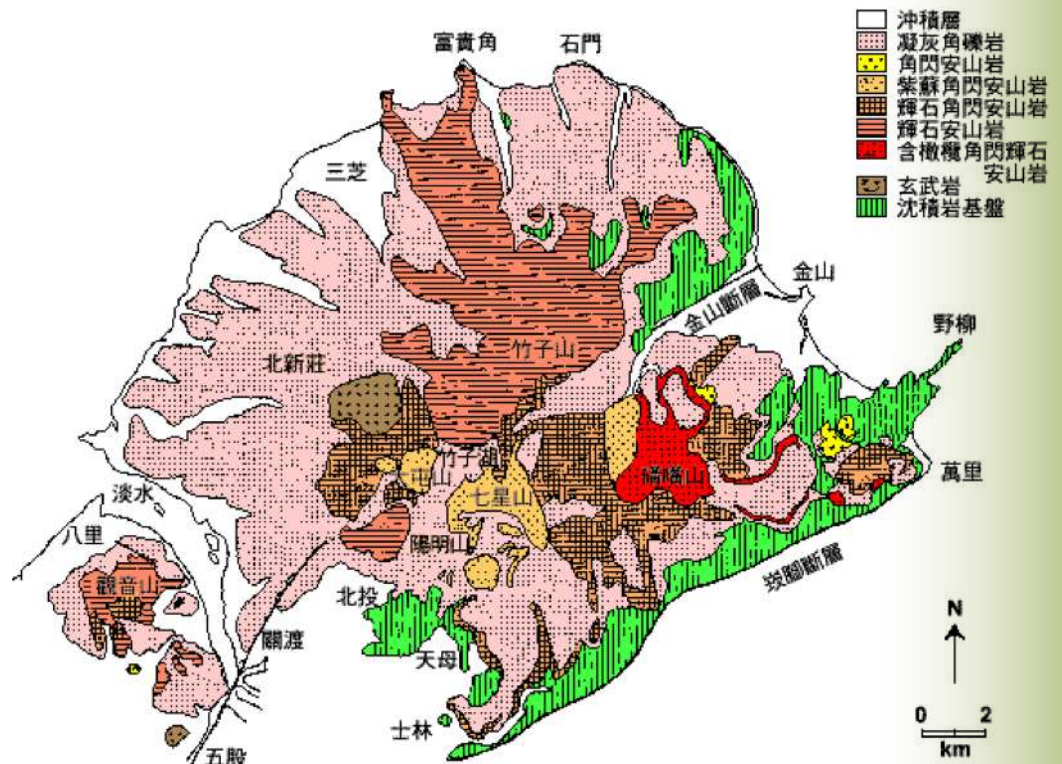 沖積層
凝灰角礫岩
角閃安山岩
紫蘇角閃安山岩
輝石角閃安山岩
輝石安山岩
含橄欖角閃輝石
安山岩
玄武岩
沈積岩基盤
富貴角
石門
三芝
金山
金山斷層
野柳
竹子山
北新莊
竹子湖
屯山
七星山
磺嘴山
萬里
淡水
八里
陽明山
崁腳斷層
觀音山
北投
關渡
天母
士林
五股
N
0 2
km